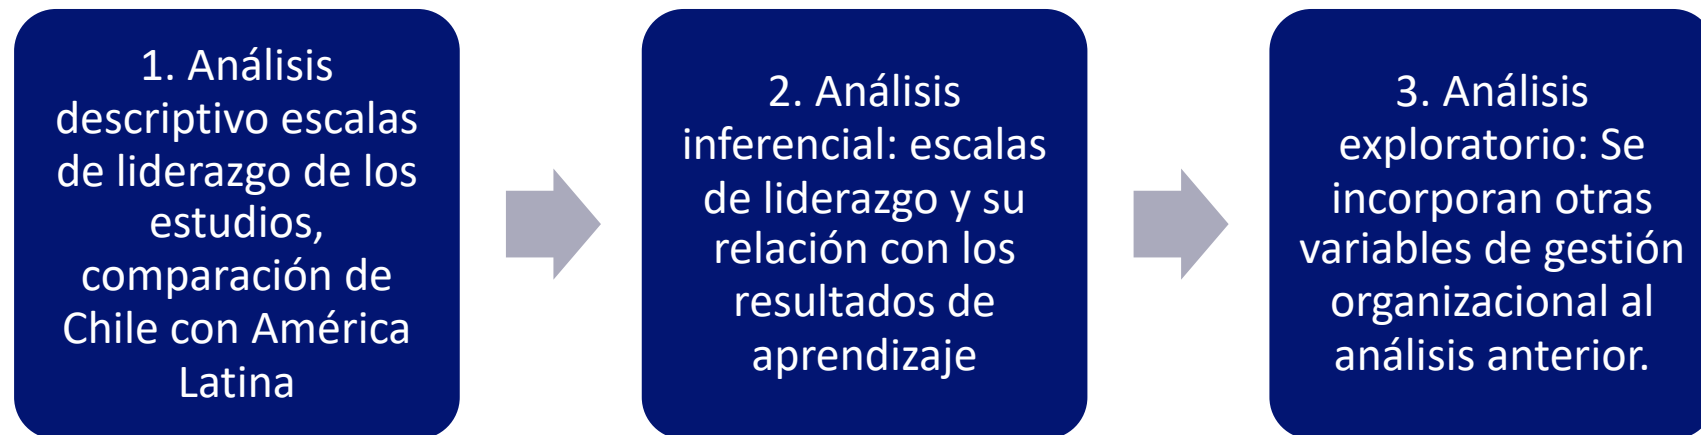 1. Análisis
descriptivo escalas
de liderazgo de los
estudios,
comparación de
Chile con América
Latina
2. Análisis
inferencial: escalas
de liderazgo y su
relación con los
resultados de
aprendizaje
3. Análisis
exploratorio: Se
incorporan otras
variables de gestión
organizacional al
análisis anterior.